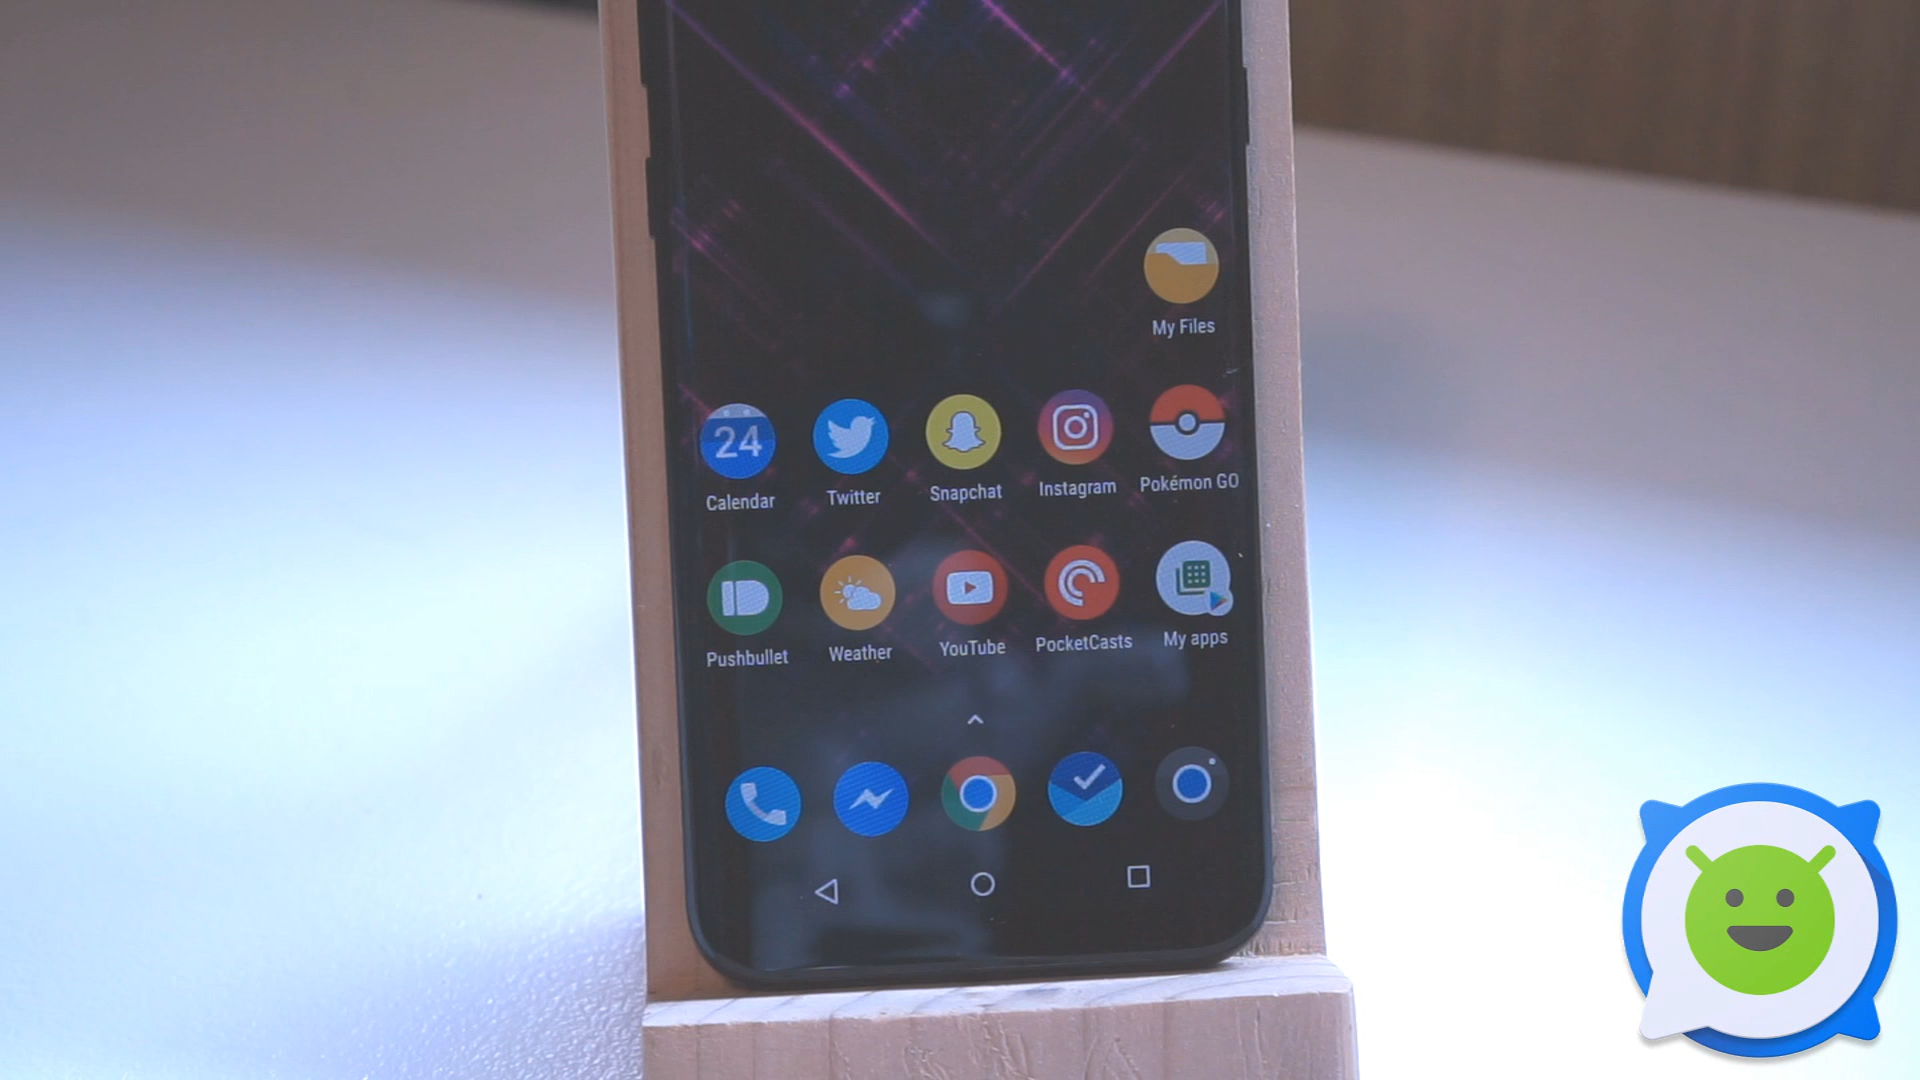 My Files
24
Calendar
Twitter
Snapchat
Instagram
Pokémon GO
Pushbullet
Weather
YouTube
PocketCasts
My apps